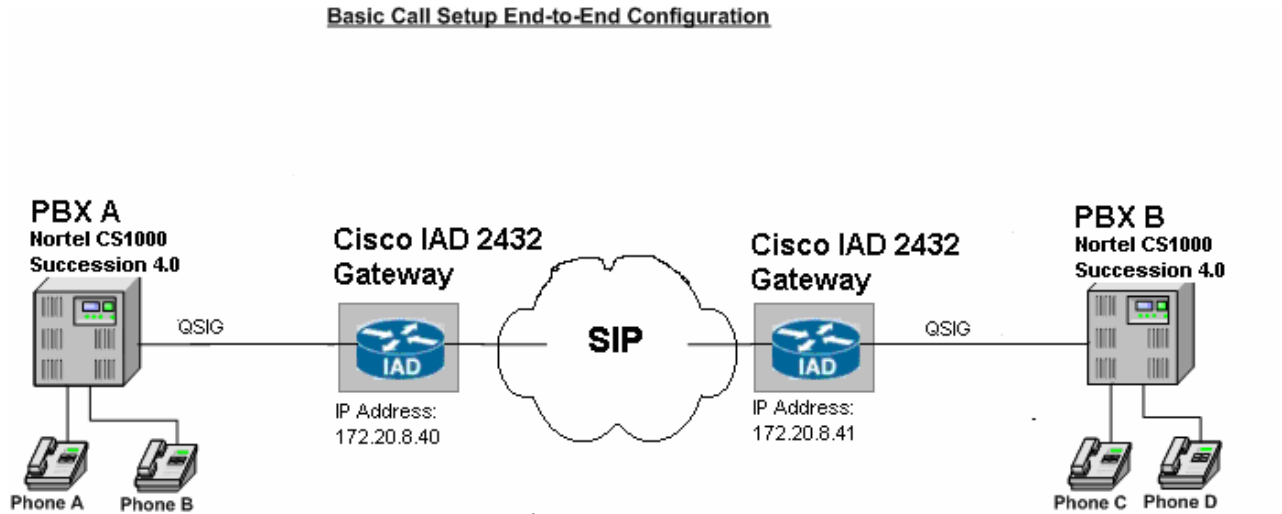 Basic Call Setup End-to-End Configuration
PBX A
Nortel CS1000
Succession 4.0
Cisco IAD 2432
Gateway
Cisco IAD 2432
Gateway
PBX B
Nortel CS1000
Succession 4.0
QSIG
IAD
SIP
IAD
QSIG
IP Address:
172.20.8.40
IP Address:
172.20.8.41
Phone A
Phone B
Phone C
Phone D